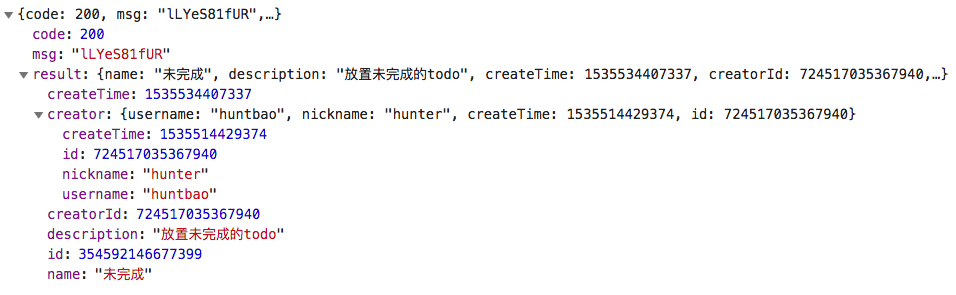 {code: 200, msg: "lLYeS81fUR",…}
code: 200
msg: "lLYeS81fUR"
result: {name: "未完成", description: "放置未完成的todo", createTime: 1535534407337, creatorId: 724517035367940,…}
createTime: 1535534407337
creator: {username: "huntbao", nickname: "hunter", createTime: 1535514429374, id: 724517035367940}
createTime: 1535514429374
id: 724517035367940
nickname: "hunter"
username: "huntbao"
creatorId: 724517035367940
description: "放置未完成的todo"
id: 354592146677399
name: "未完成"